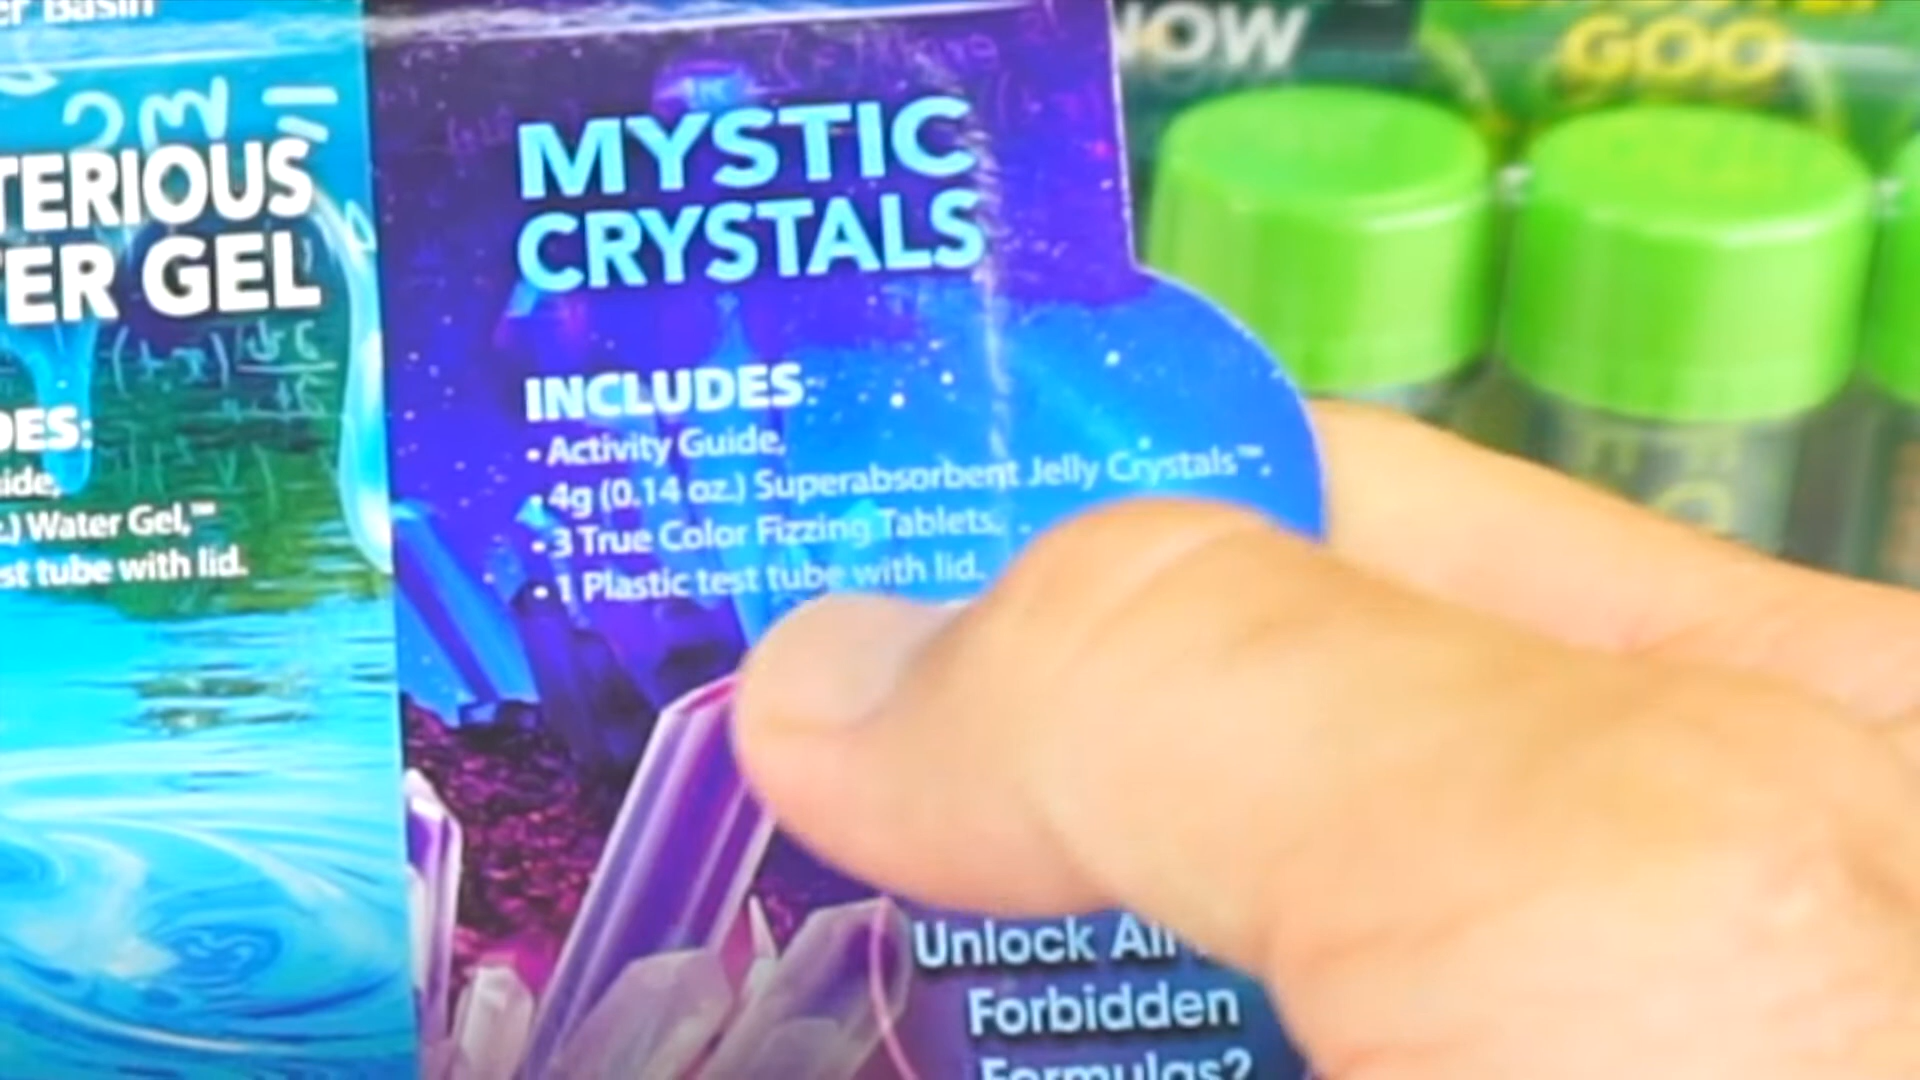 er Basin
TERIOUS
ER GEL
DES:
ide,
.) Water Gel,™
st tube with lid.
MYSTIC
CRYSTALS
INCLUDES:
• Activity Guide,
• 4g (0.14 oz.) Superabsorbent Jelly Crystals™,
• 3 True Color Fizzing Tablets,
• 1 Plastic test tube with lid.
Unlock All
Forbidden
Formulas?
NOW
GOO